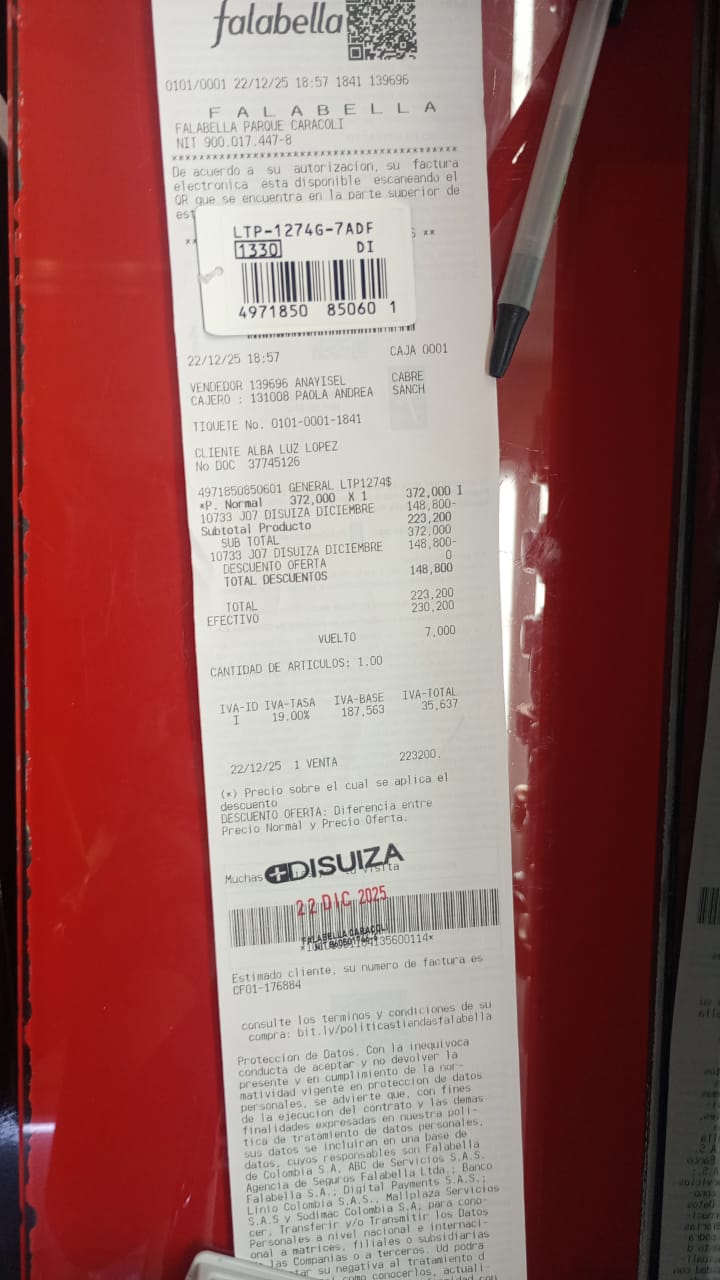 falabella
0101/0001 22/12/25 18:57 1841 139696
F A L A B E L L A
FALABELLA PARQUE CARACOLI
NIT 900.017.447-8
De acuerdo a su autorizacion, su factura
electronica esta disponible escaneando el
QR que se encuentra en la parte superior de
LTP-1274G-7ADF
1330 DI
4971850 85060 1
22/12/25 18:57 CAJA 0001
VENDEDOR 139696 ANAYISEL CABRE
CAJERO : 131008 PAOLA ANDREA SANCH
TIQUETE No. 0101-0001-1841
CLIENTE ALBA LUZ LOPEZ
No DOC 37745126
4971850850601 GENERAL LTP1274$ 372,000 I
*P. Normal 372,000 X 1
10733 J07 DISUIZA DICIEMBRE 148,800-
Subtotal Producto 223,200
SUB TOTAL 372,000
10733 J07 DISUIZA DICIEMBRE 148,800-
DESCUENTO OFERTA 0
TOTAL DESCUENTOS 148,800
TOTAL 223,200
EFECTIVO 230,200
VUELTO 7,000
CANTIDAD DE ARTICULOS: 1.00
IVA-ID IVA-TASA IVA-BASE IVA-TOTAL
I 19.00% 187,563 35,637
22/12/25 1 VENTA 223200.
(*) Precio sobre el cual se aplica el
descuento
DESCUENTO OFERTA: Diferencia entre
Precio Normal y Precio Oferta.
Muchas visita
DISUIZA
22 DIC 2025
FALABELLA CARACOLI
Estimado cliente, su numero de factura es
CF01-176884
consulte los terminos y condiciones de su
compra: bit.ly/politicastiendasfalabella
Proteccion de Datos. Con la inequivoca
conducta de aceptar y no devolver la
presente y en cumplimiento de la nor-
matividad vigente en proteccion de datos
personales, se advierte que, con fines
de la ejecucion del contrato y las demas
finalidades expresadas en nuestra poli-
tica de tratamiento de datos personales,
sus datos se incluiran en una base de
datos, cuyos responsables son Falabella
de Colombia S.A, ABC de Servicios S.A.S.
Agencia de Seguros Falabella Ltda.; Banco
Falabella S.A.; Digital Payments S.A.S.;
Linio Colombia S.A.S., Mallplaza Servicios
S.A.S y Sodimac Colombia S.A, para cono-
cer, Transferir y/o Transmitir los Datos
Personales a nivel nacional e internaci-
onal a matrices, filiales o subsidiarias
las Companias o a terceros. Ud podra
su negativa al tratamiento d
como conocerlos, actuali-